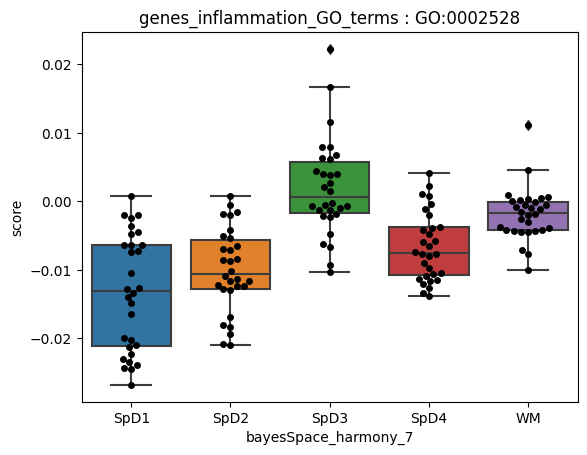 genes_inflammation_GO_terms : GO:0002528
0.02
0.01
0.00
−0.01
−0.02
score
SpD1 SpD2 SpD3 SpD4 WM
bayesSpace_harmony_7